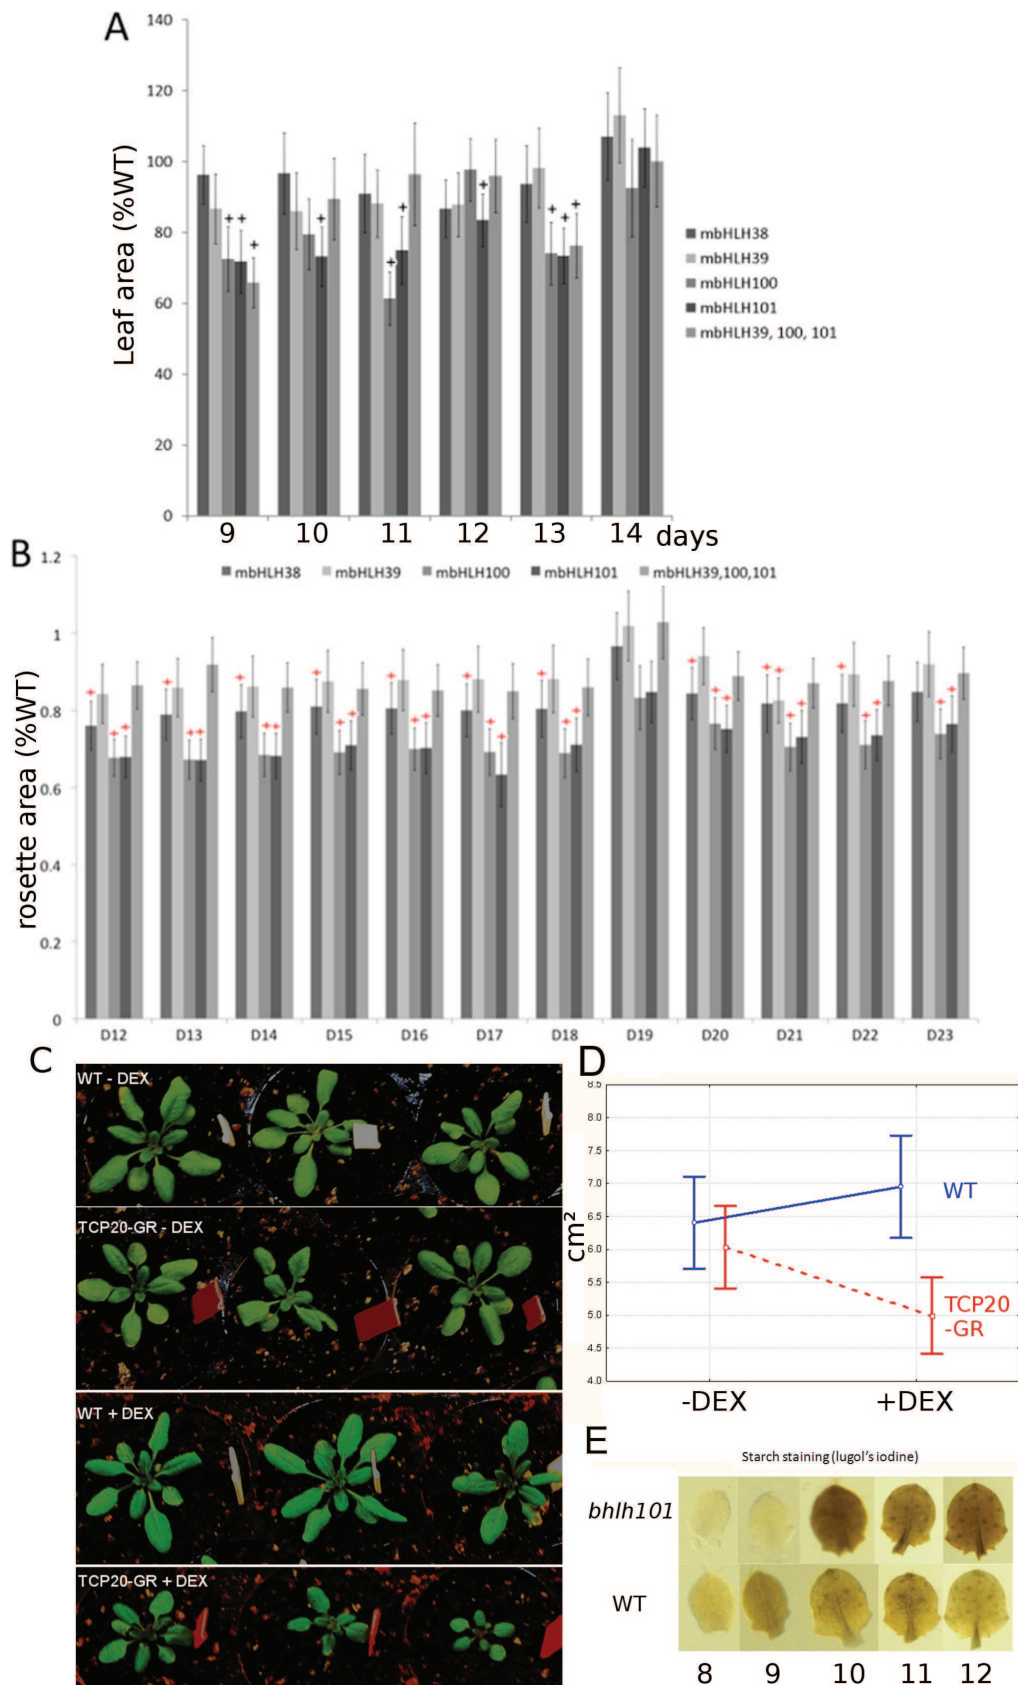 A
Leaf area (%WT)
140
120
100
80
60
40
20
0
9 10 11 12 13 14 days
mbHLH38
mbHLH39
mbHLH100
mbHLH101
mbHLH39, 100, 101
B
rosette area (%WT)
mbHLH38 mbHLH39 mbHLH100 mbHLH101 mbHLH39,100,101
1.2
1
0.8
0.6
0.4
0.2
0
D12 D13 D14 D15 D16 D17 D18 D19 D20 D21 D22 D23
C
WT - DEX
TCP20-GR - DEX
WT + DEX
TCP20-GR + DEX
D
cm²
8.5
8.0
7.5
7.0
6.5
6.0
5.5
5.0
4.5
4.0
WT
TCP20
-GR
-DEX +DEX
E
Starch staining (lugol's iodine)
bhlh101
WT
8 9 10 11 12